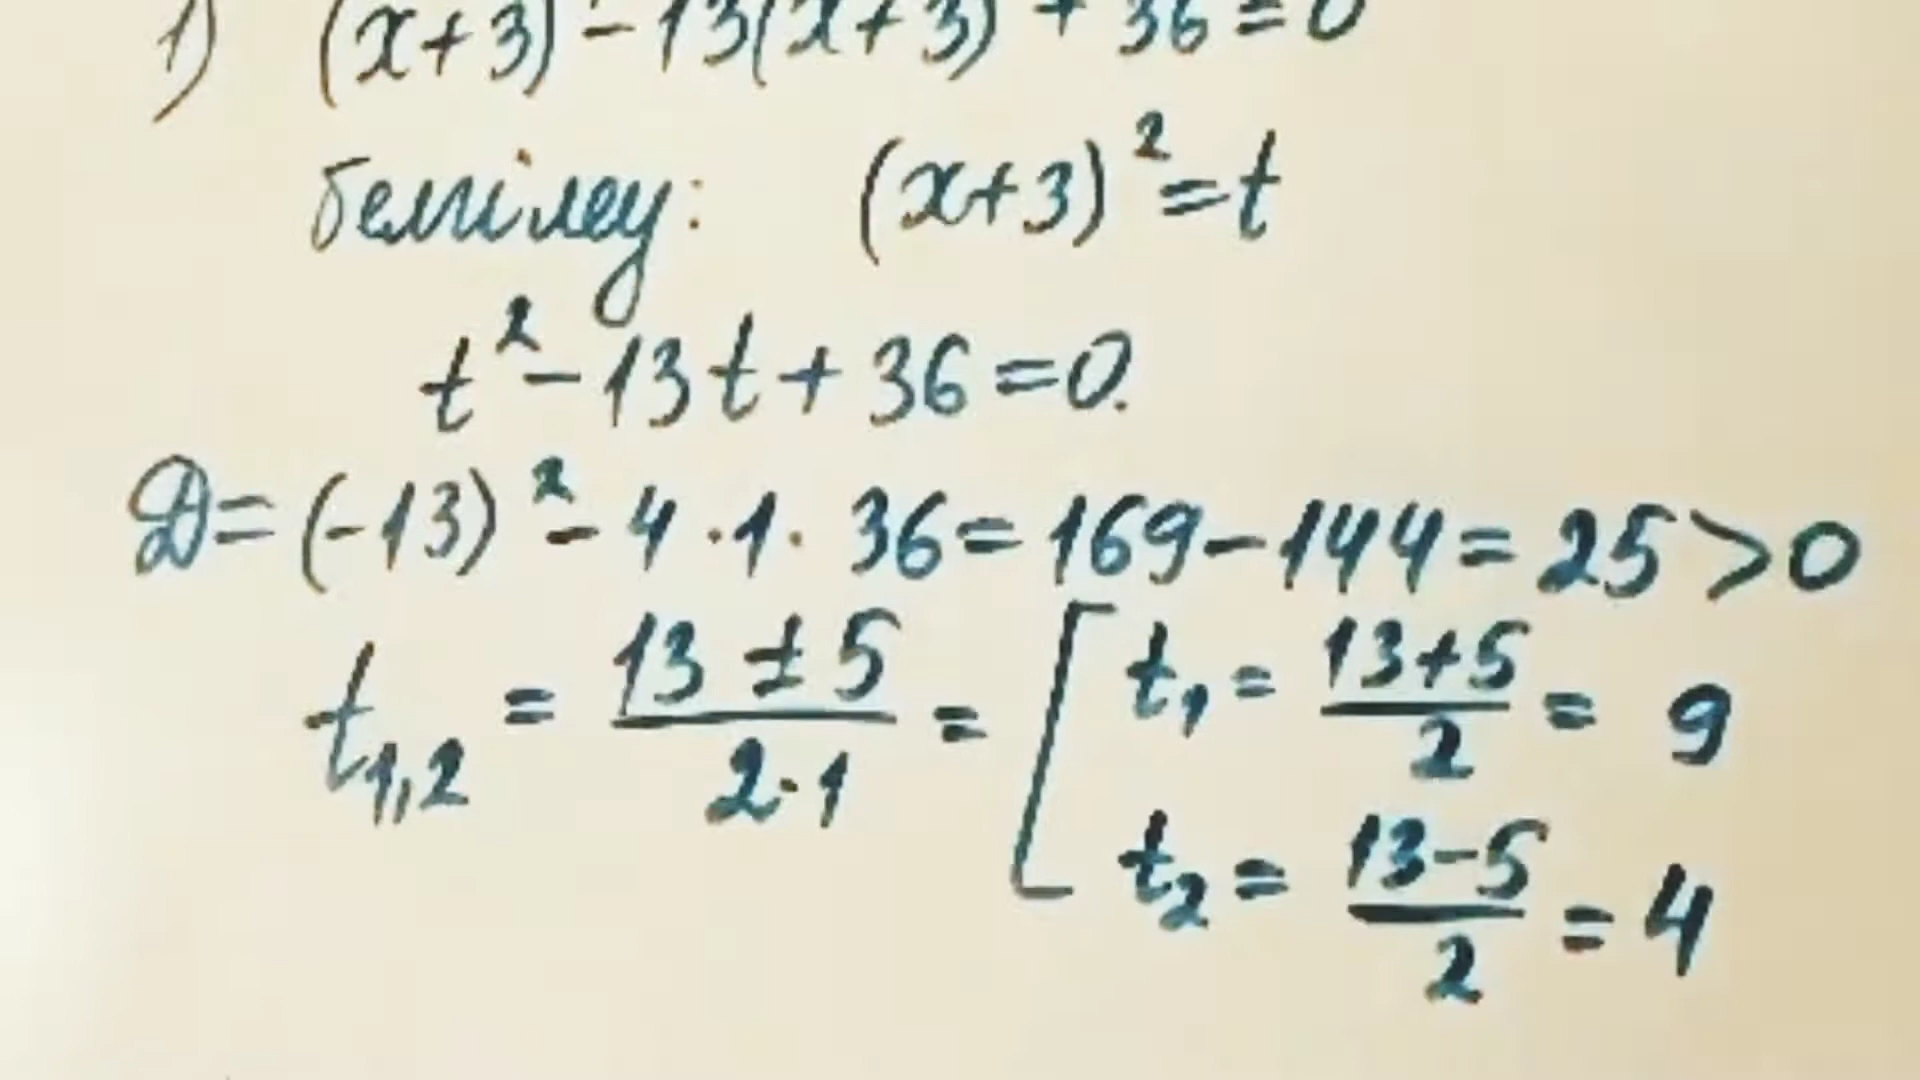 1) (x+3) - 13(x+3) + 36 = 0
белгілеу: (x+3)² = t
t² - 13t + 36 = 0.
D = (-13)² - 4 · 1 · 36 = 169 - 144 = 25 > 0
t₁,₂ = (13 ± 5)/(2·1) = [ t₁ = (13+5)/2 = 9
t₂ = (13-5)/2 = 4